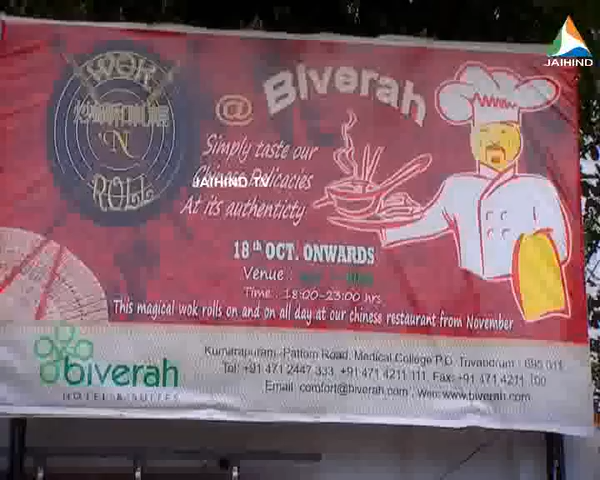 JAIHIND
WOK
'N'
ROLL
@ Biverah
Simply taste our
Delicacies
JAIHIND TV
At its authenticty
18th OCT. ONWARDS
Venue :
Time : 18:00-23:00 hrs
This magical wok rolls on and on all day at our chinese restaurant from November
biverah
HOTEL & SUITES
Kumarapuram - Pattom Road, Medical College P.O, Trivandrum : 695 011
Tel: +91 471 2447 333, +91 471 4211 111, Fax: +91 471 4211 100
Email: comfort@biverah.com, Web: www.biverah.com